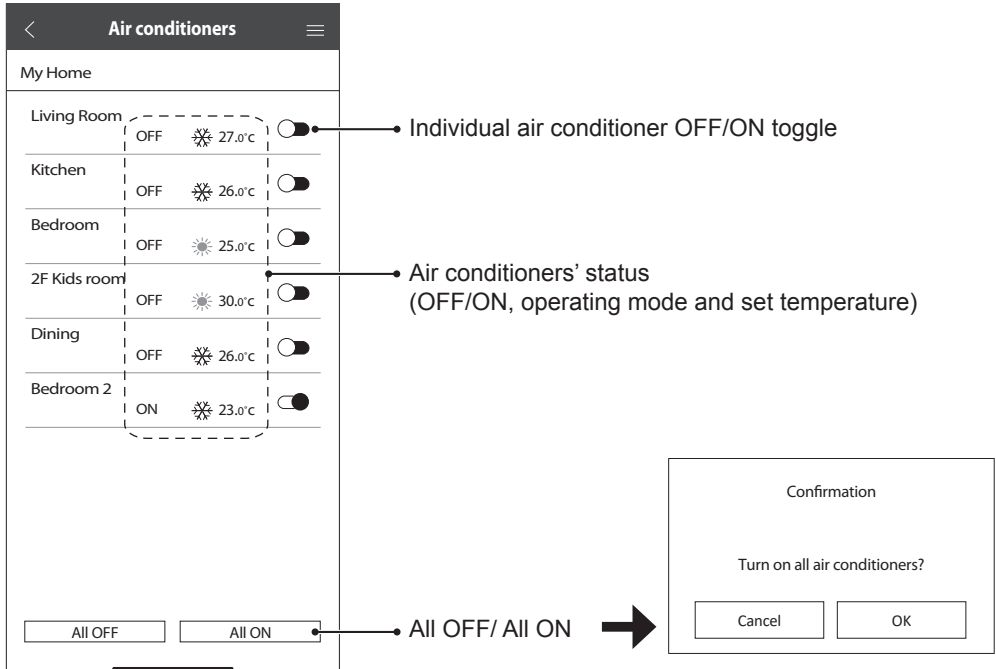 Air conditioners
My Home
Living Room
OFF 27.0°c
Individual air conditioner OFF/ON toggle
Kitchen
OFF 26.0°c
Bedroom
OFF 25.0°c
Air conditioners’ status
(OFF/ON, operating mode and set temperature)
2F Kids room
OFF 30.0°c
Dining
OFF 26.0°c
Bedroom 2
ON 23.0°c
All OFF
All ON
All OFF/ All ON
Confirmation
Turn on all air conditioners?
Cancel
OK